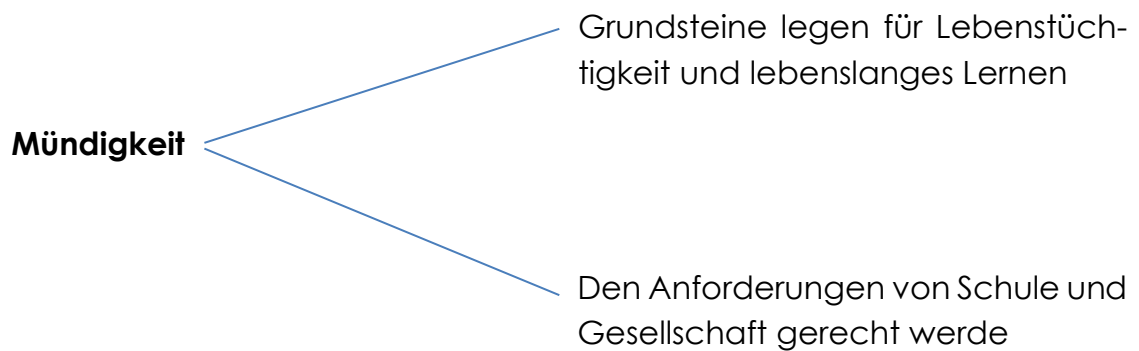 Grundsteine legen für Lebenstüch-
tigkeit und lebenslanges Lernen
Mündigkeit
Den Anforderungen von Schule und
Gesellschaft gerecht werde